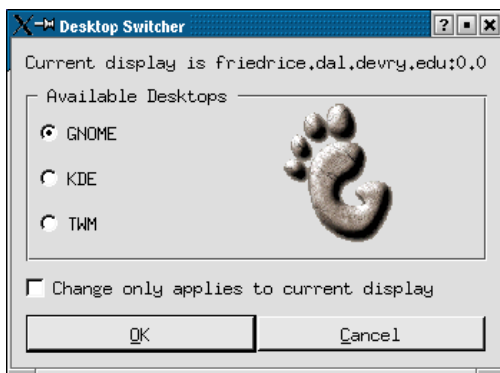 Desktop Switcher
Current display is friedrice.dal.devry.edu:0.0
Available Desktops
GNOME
KDE
TWM
Change only applies to current display
OK
Cancel